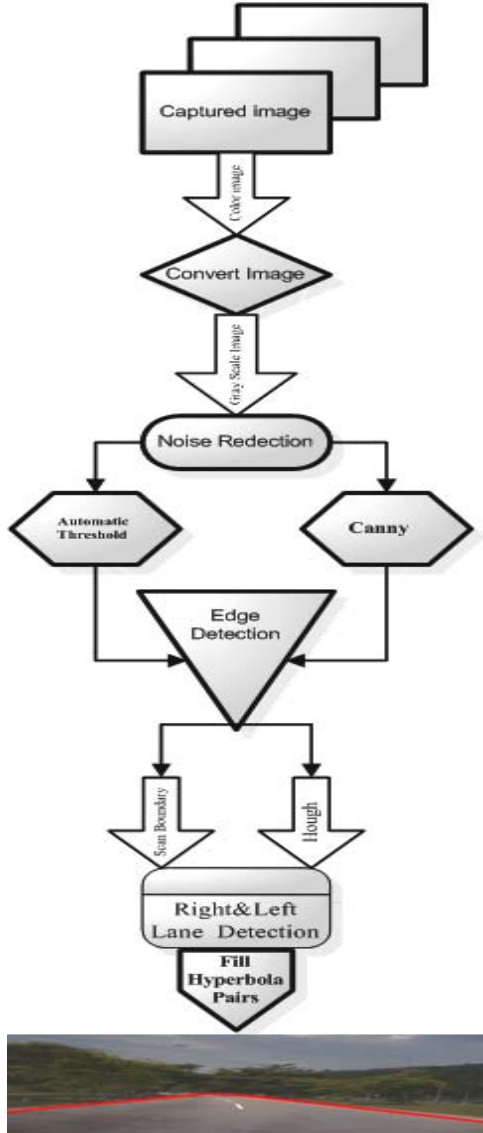 Captured image
Color image
Convert Image
Gray Scale Image
Noise Redection
Automatic
Threshold
Canny
Edge
Detection
Scan Boundary
Hough
Right&Left
Lane Detection
Fill
Hyperbola
Pairs